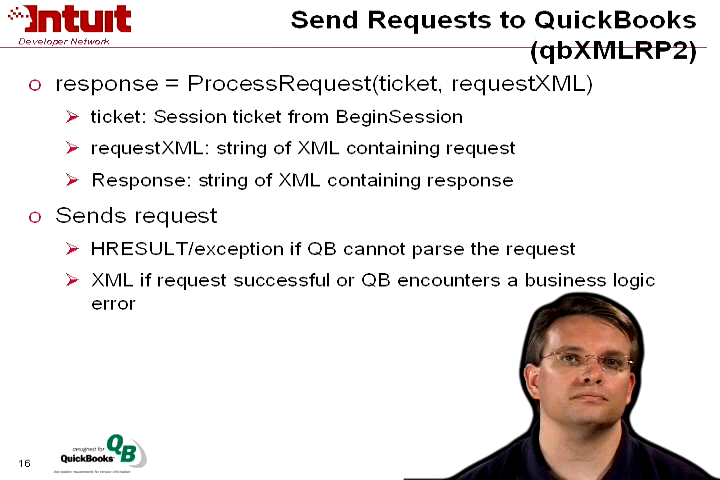 Intuit
Developer Network
Send Requests to QuickBooks
(qbXMLRP2)
o response = ProcessRequest(ticket, requestXML)
➢ ticket: Session ticket from BeginSession
➢ requestXML: string of XML containing request
➢ Response: string of XML containing response
o Sends request
➢ HRESULT/exception if QB cannot parse the request
➢ XML if request successful or QB encounters a business logic
error
16
designed for
QuickBooks
QB